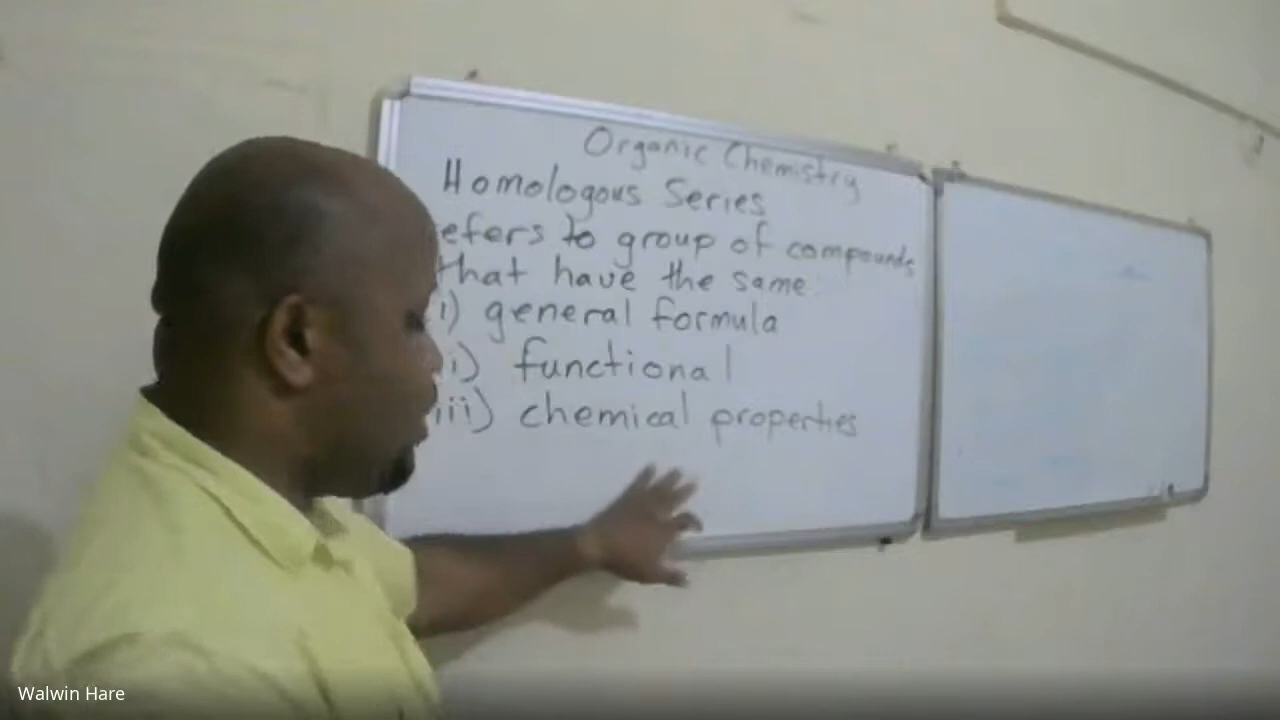 Organic Chemistry
Homologous Series
efers to group of compounds
that have the same:
i) general formula
i) functional
iii) chemical properties
Walwin Hare